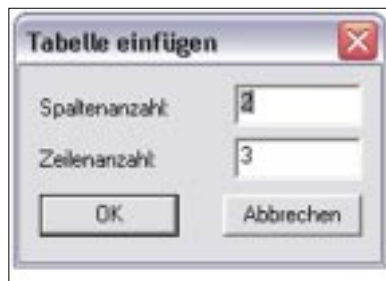 Tabelle einfügen
Spaltenanzahl: 2
Zeilenanzahl: 3
OK Abbrechen